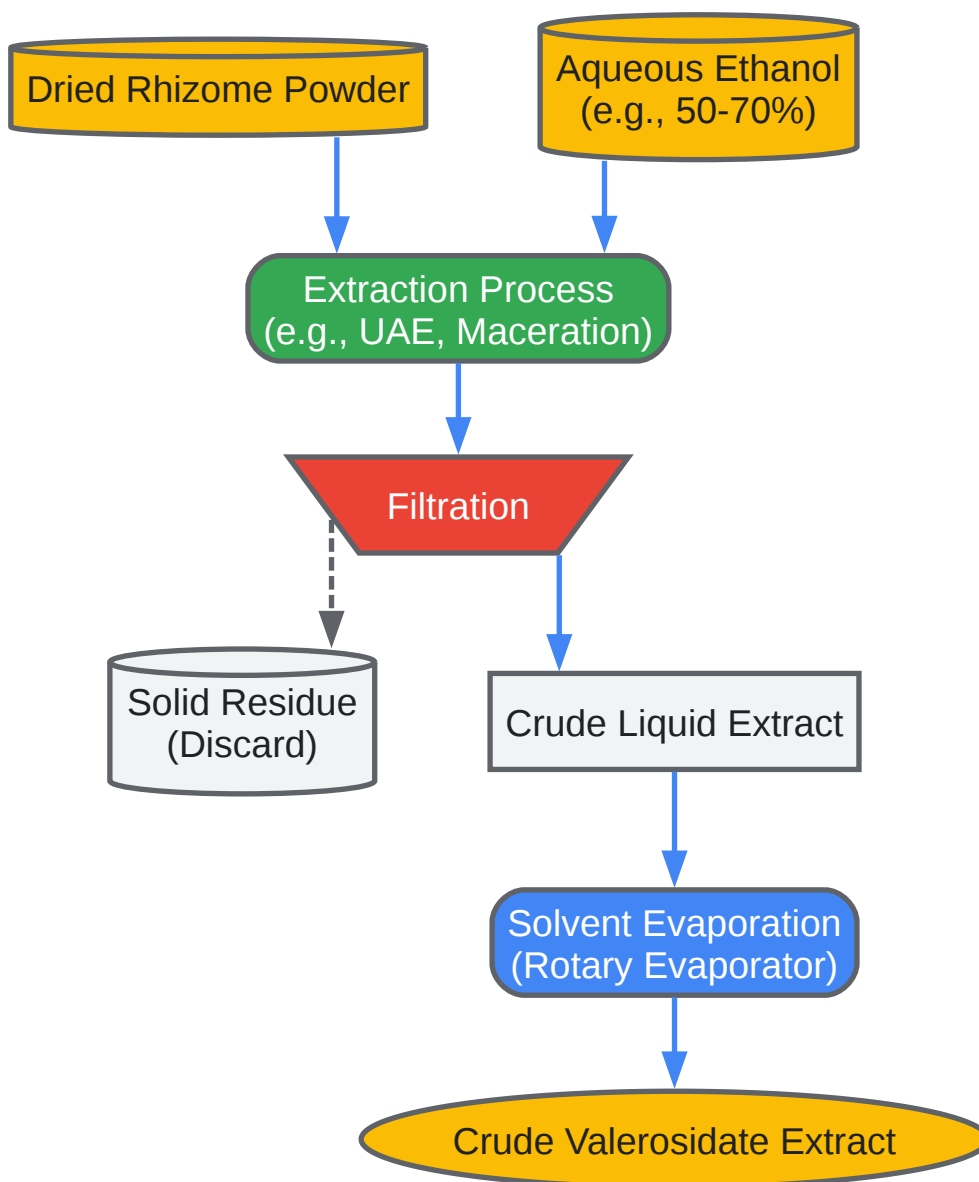 Dried Rhizome Powder
Aqueous Ethanol
(e.g., 50-70%)
Extraction Process
(e.g., UAE, Maceration)
Filtration
Solid Residue
(Discard)
Crude Liquid Extract
Solvent Evaporation
(Rotary Evaporator)
Crude Valerosidate Extract